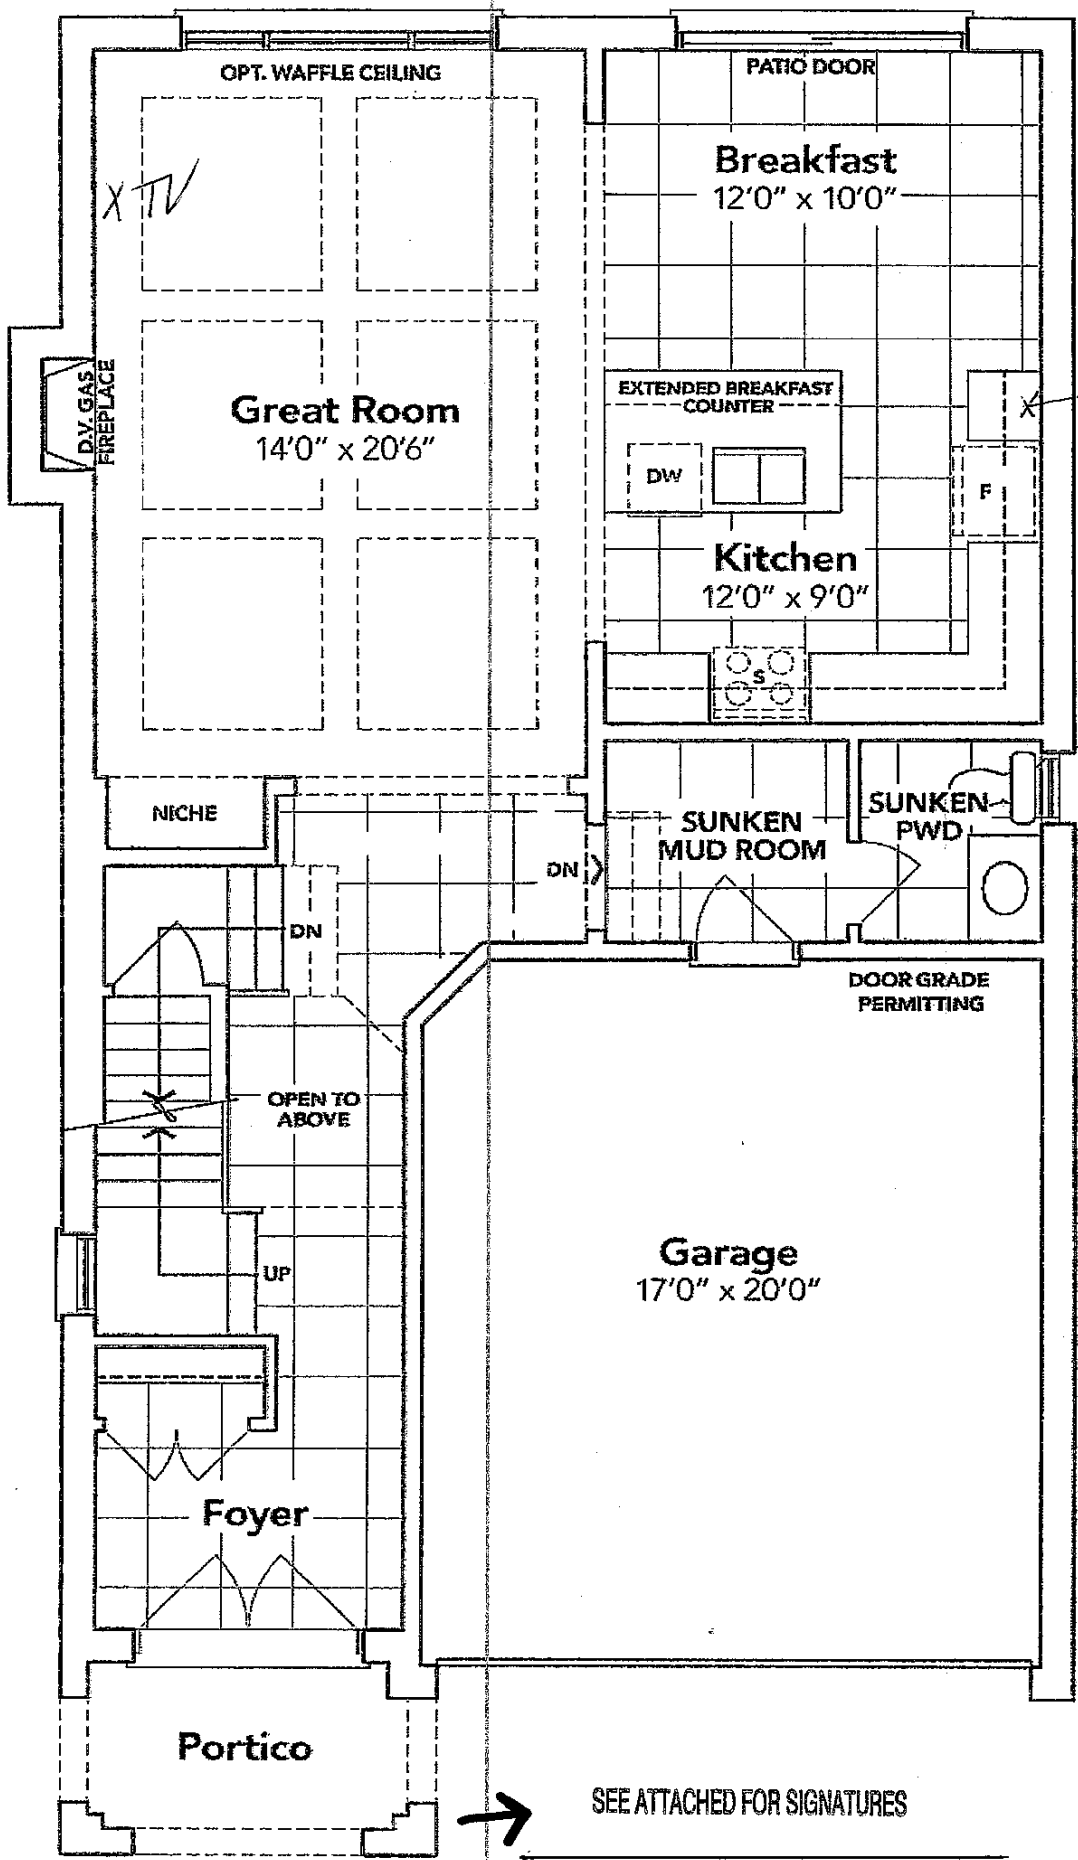 OPT. WAFFLE CEILING
PATIO DOOR
Breakfast
12'0" x 10'0"
X TV
D.V. GAS
FIREPLACE
Great Room
14'0" x 20'6"
EXTENDED BREAKFAST
COUNTER
X
DW
F
Kitchen
12'0" x 9'0"
S
NICHE
SUNKEN
MUD ROOM
SUNKEN
PWD
DN
DN
DOOR GRADE
PERMITTING
OPEN TO
ABOVE
Garage
17'0" x 20'0"
UP
Foyer
Portico
SEE ATTACHED FOR SIGNATURES